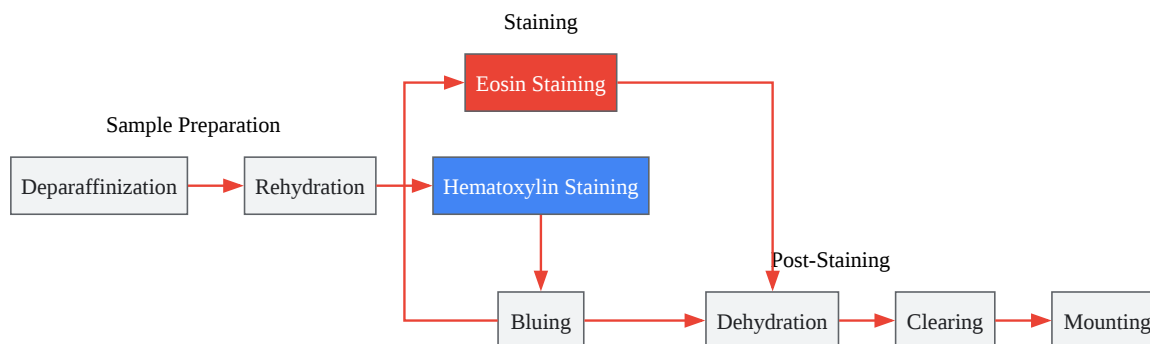 Staining
Eosin Staining
Sample Preparation
Deparaffinization
Rehydration
Hematoxylin Staining
Post-Staining
Bluing
Dehydration
Clearing
Mounting